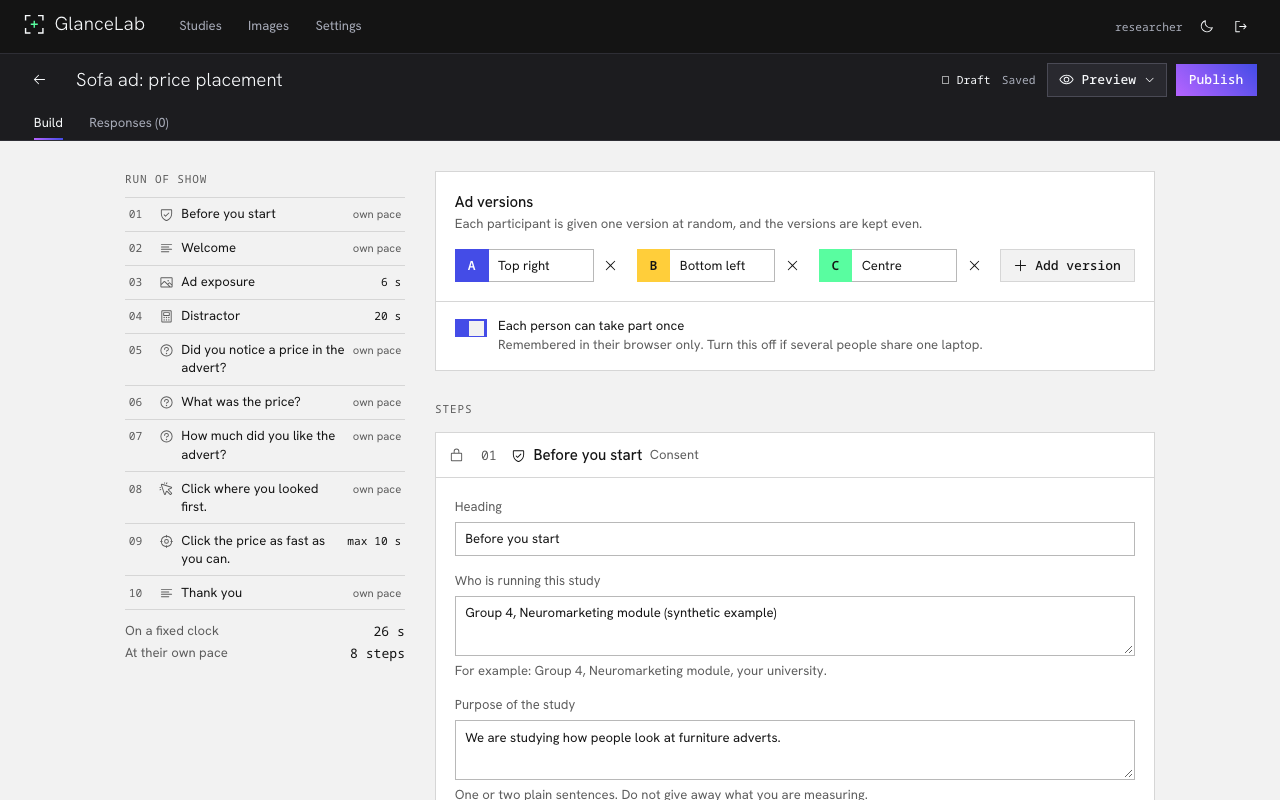 GlanceLab
Studies
Images
Settings
researcher
Sofa ad: price placement
Draft
Saved
Preview
Publish
Build
Responses (0)
RUN OF SHOW
01 Before you start own pace
02 Welcome own pace
03 Ad exposure 6 s
04 Distractor 20 s
05 Did you notice a price in the own pace
advert?
06 What was the price? own pace
07 How much did you like the own pace
advert?
08 Click where you looked own pace
first.
09 Click the price as fast as max 10 s
you can.
10 Thank you own pace
On a fixed clock 26 s
At their own pace 8 steps
Ad versions
Each participant is given one version at random, and the versions are kept even.
A Top right
B Bottom left
C Centre
Add version
Each person can take part once
Remembered in their browser only. Turn this off if several people share one laptop.
STEPS
01 Before you start Consent
Heading
Before you start
Who is running this study
Group 4, Neuromarketing module (synthetic example)
For example: Group 4, Neuromarketing module, your university.
Purpose of the study
We are studying how people look at furniture adverts.
One or two plain sentences. Do not give away what you are measuring.